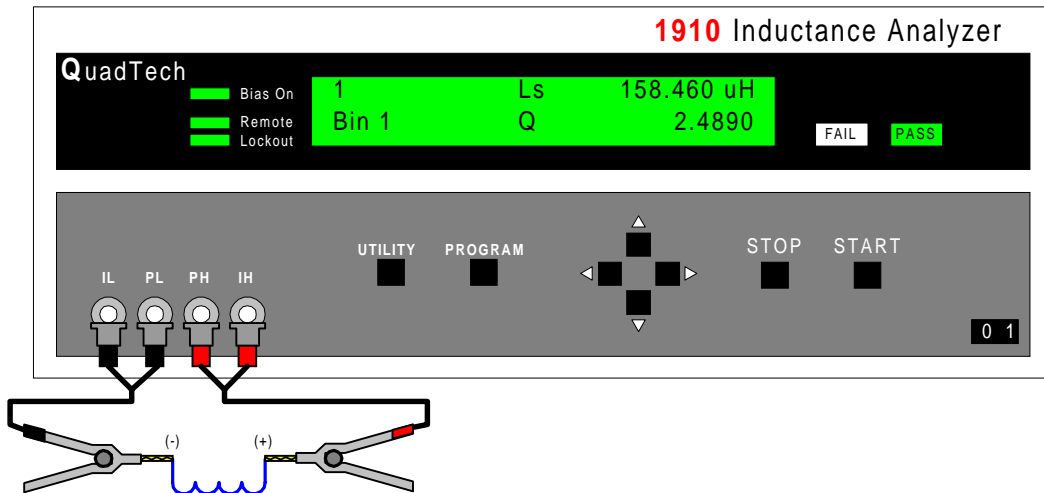 1910 Inductance Analyzer
QuadTech
Bias On
Remote
Lockout
1 Ls 158.460 uH
Bin 1 Q 2.4890
FAIL PASS
UTILITY PROGRAM
STOP START
IL PL PH IH
0 1
(-) (+)